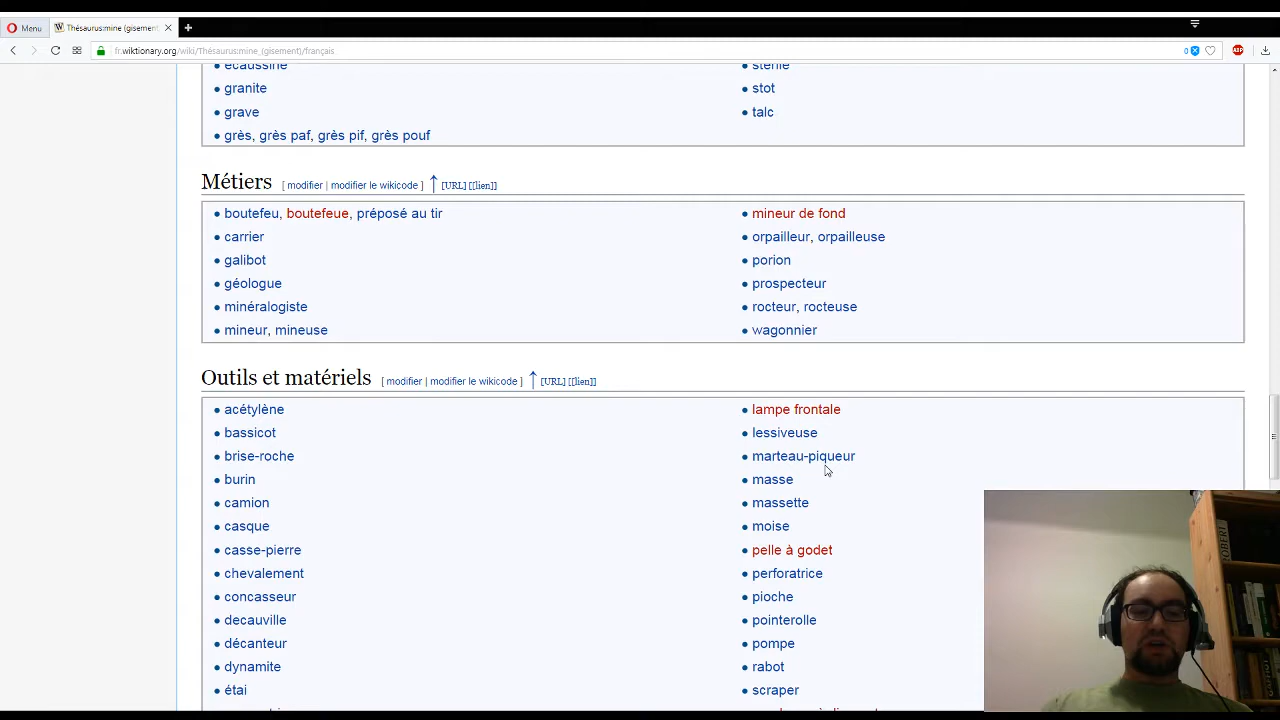 Menu
Thésaurus:mine (gisement
fr.wiktionary.org/wiki/Thésaurus:mine_(gisement)/français
0
ABP
écaussine
granite
grave
grès, grès paf, grès pif, grès pouf
stérile
stot
talc
Métiers [ modifier | modifier le wikicode ] ↑ [URL] [[lien]]
boutefeu, boutefeue, préposé au tir
carrier
galibot
géologue
minéralogiste
mineur, mineuse
mineur de fond
orpailleur, orpailleuse
porion
prospecteur
rocteur, rocteuse
wagonnier
Outils et matériels [ modifier | modifier le wikicode ] ↑ [URL] [[lien]]
acétylène
bassicot
brise-roche
burin
camion
casque
casse-pierre
chevalement
concasseur
decauville
décanteur
dynamite
étai
lampe frontale
lessiveuse
marteau-piqueur
masse
massette
moise
pelle à godet
perforatrice
pioche
pointerolle
pompe
rabot
scraper